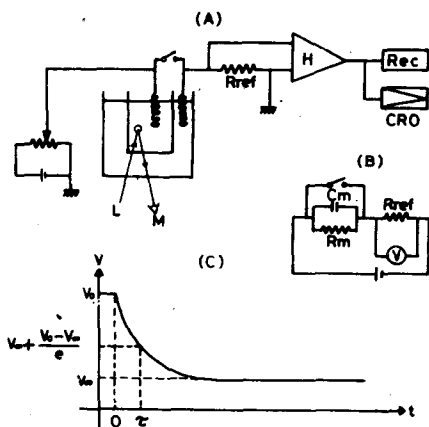 (A)
H
Rec
Rref
CRO
L
M
(B)
Cm
Rref
Rm
V
(C)
V
V₀
V∞ + V₀-V∞ / e
V∞
0
τ
t